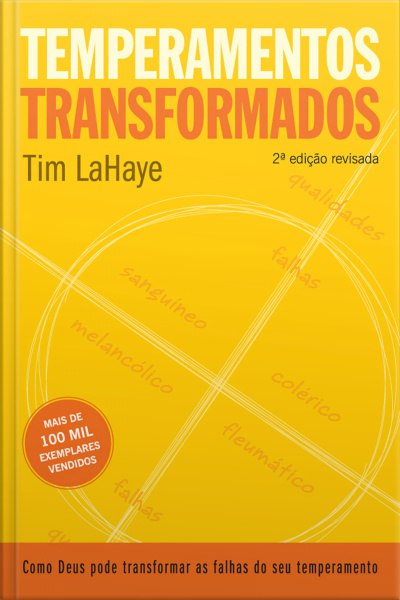 TEMPERAMENTOS
TRANSFORMADOS
Tim LaHaye
2ª edição revisada
qualidades
falhas
sanguíneo
melancólico
colérico
fleumático
falhas
MAIS DE
100 MIL
EXEMPLARES
VENDIDOS
Como Deus pode transformar as falhas do seu temperamento